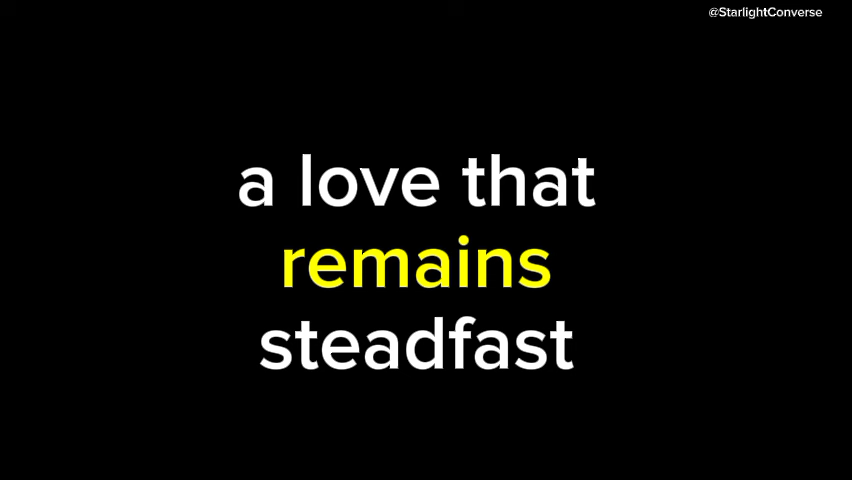 @StarlightConverse
a love that
remains
steadfast